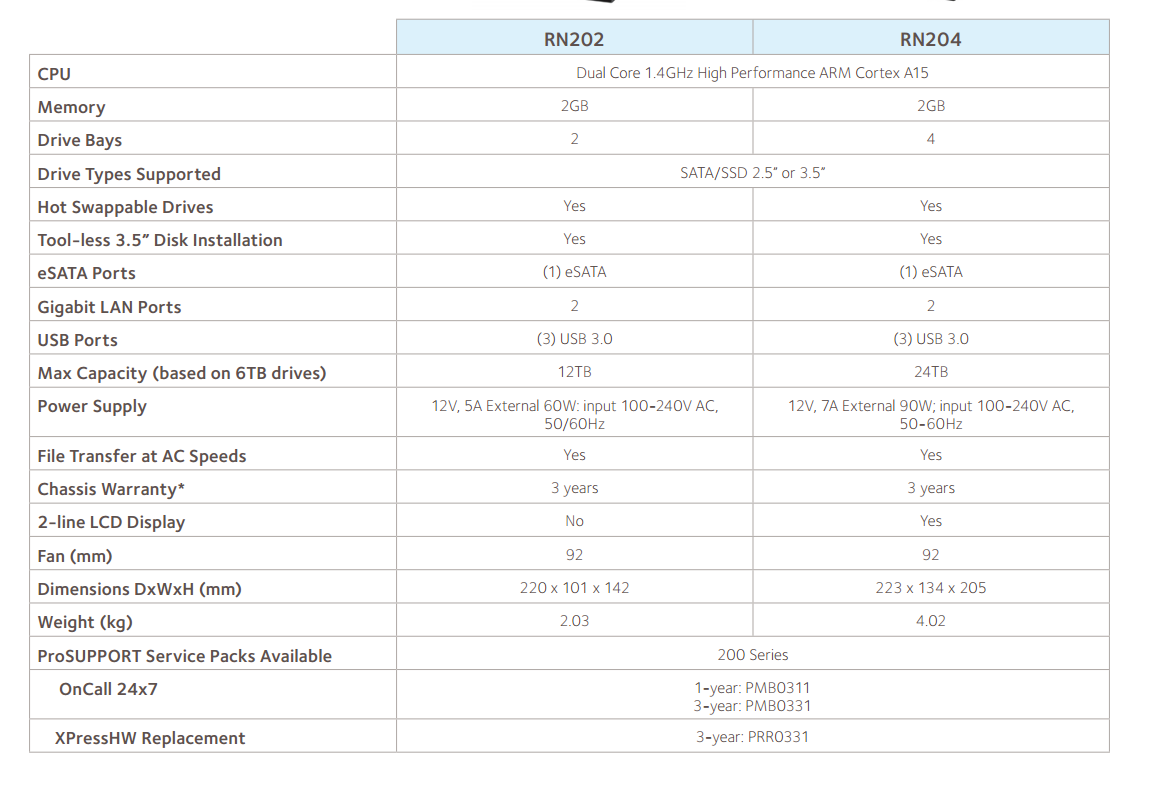 RN202 RN204
CPU Dual Core 1.4GHz High Performance ARM Cortex A15
Memory 2GB 2GB
Drive Bays 2 4
Drive Types Supported SATA/SSD 2.5” or 3.5”
Hot Swappable Drives Yes Yes
Tool-less 3.5” Disk Installation Yes Yes
eSATA Ports (1) eSATA (1) eSATA
Gigabit LAN Ports 2 2
USB Ports (3) USB 3.0 (3) USB 3.0
Max Capacity (based on 6TB drives) 12TB 24TB
Power Supply 12V, 5A External 60W: input 100-240V AC, 12V, 7A External 90W; input 100-240V AC,
50/60Hz 50-60Hz
File Transfer at AC Speeds Yes Yes
Chassis Warranty* 3 years 3 years
2-line LCD Display No Yes
Fan (mm) 92 92
Dimensions DxWxH (mm) 220 x 101 x 142 223 x 134 x 205
Weight (kg) 2.03 4.02
ProSUPPORT Service Packs Available 200 Series
OnCall 24x7 1-year: PMB0311
3-year: PMB0331
XPressHW Replacement 3-year: PRR0331